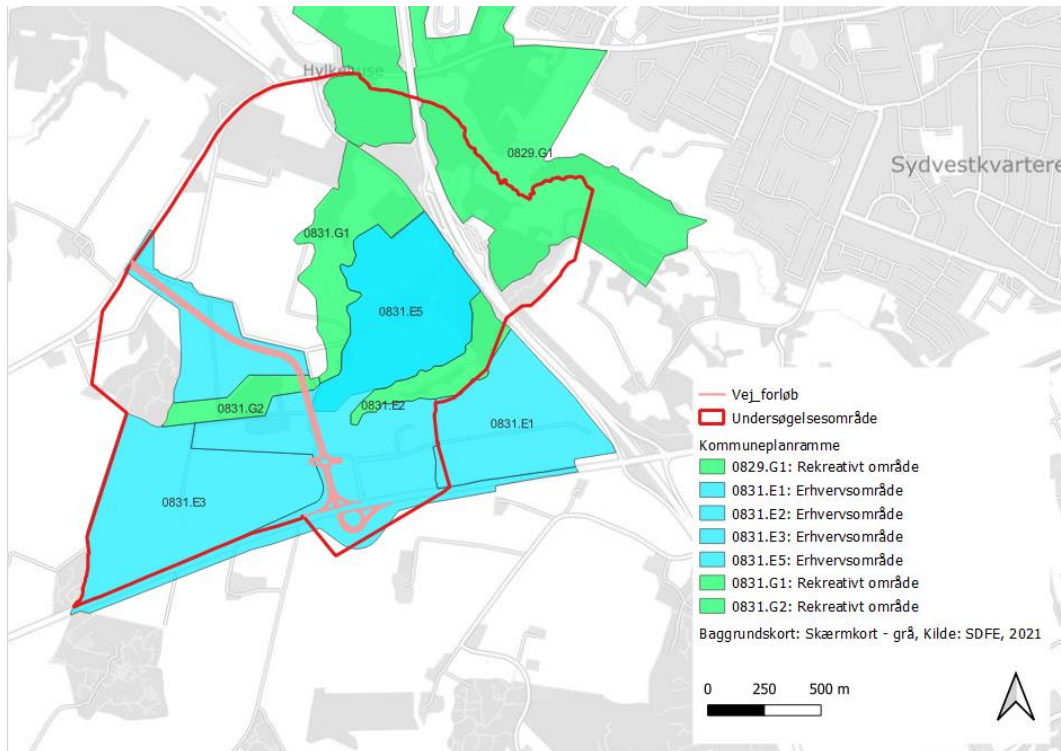 Hylkehuse
0829.G1
Sydvestkvartere
0831.G1
0831.E5
0831.G2
0831.E2
0831.E1
0831.E3
Vej_forløb
Undersøgelsesområde
Kommuneplanramme
0829.G1: Rekreativt område
0831.E1: Erhvervsområde
0831.E2: Erhvervsområde
0831.E3: Erhvervsområde
0831.E5: Erhvervsområde
0831.G1: Rekreativt område
0831.G2: Rekreativt område
Baggrundskort: Skærmkort - grå, Kilde: SDFE, 2021
0 250 500 m